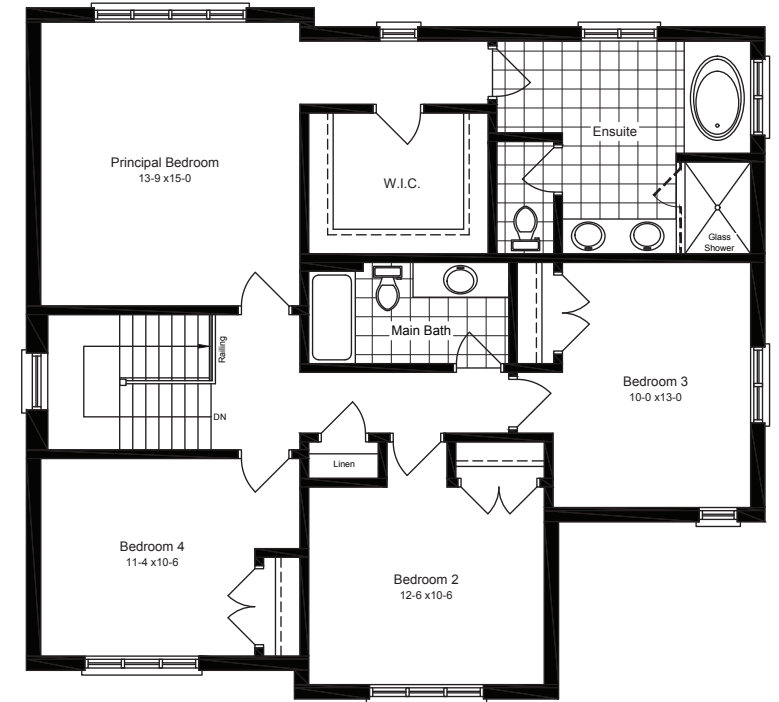 Ensuite
Principal Bedroom
13-9 x15-0
W.I.C.
Glass
Shower
Main Bath
Railing
Bedroom 3
10-0 x13-0
DN
Linen
Bedroom 4
11-4 x10-6
Bedroom 2
12-6 x10-6